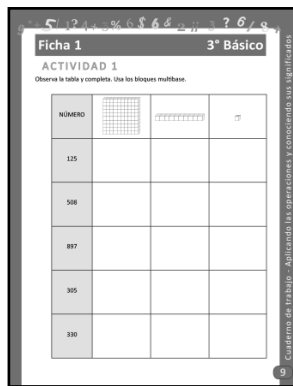 Ficha 1 3° Básico
ACTIVIDAD 1
Observa la tabla y completa. Usa los bloques multibase.
NÚMERO
125
508
897
305
330
Cuaderno de trabajo - Aplicando las operaciones y conociendo sus significados
9